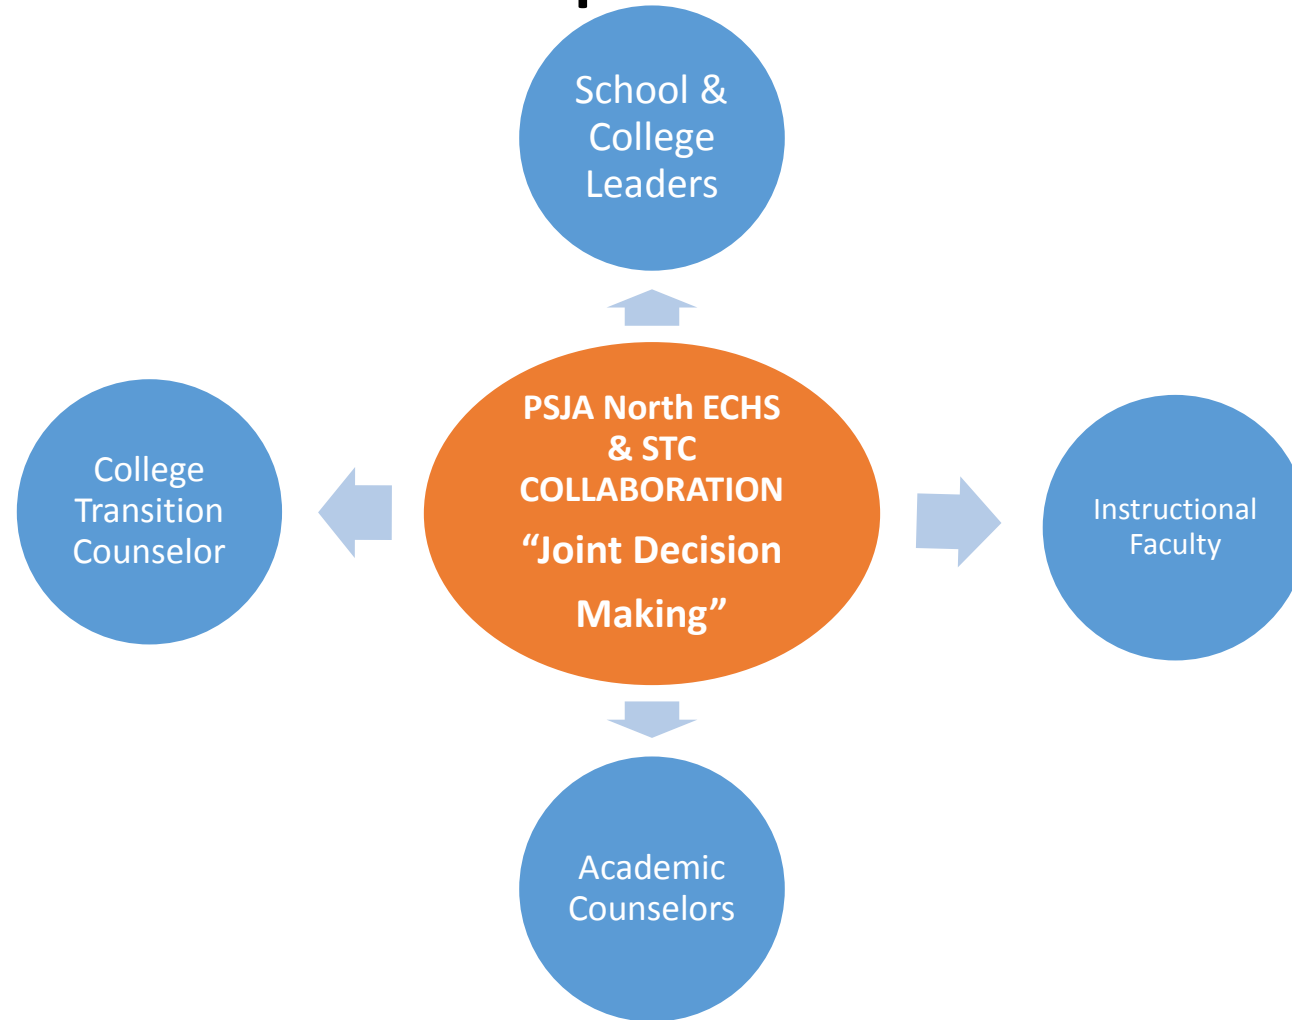 School &
College
Leaders
PSJA North ECHS
& STC
COLLABORATION
“Joint Decision
Making”
College
Transition
Counselor
Instructional
Faculty
Academic
Counselors